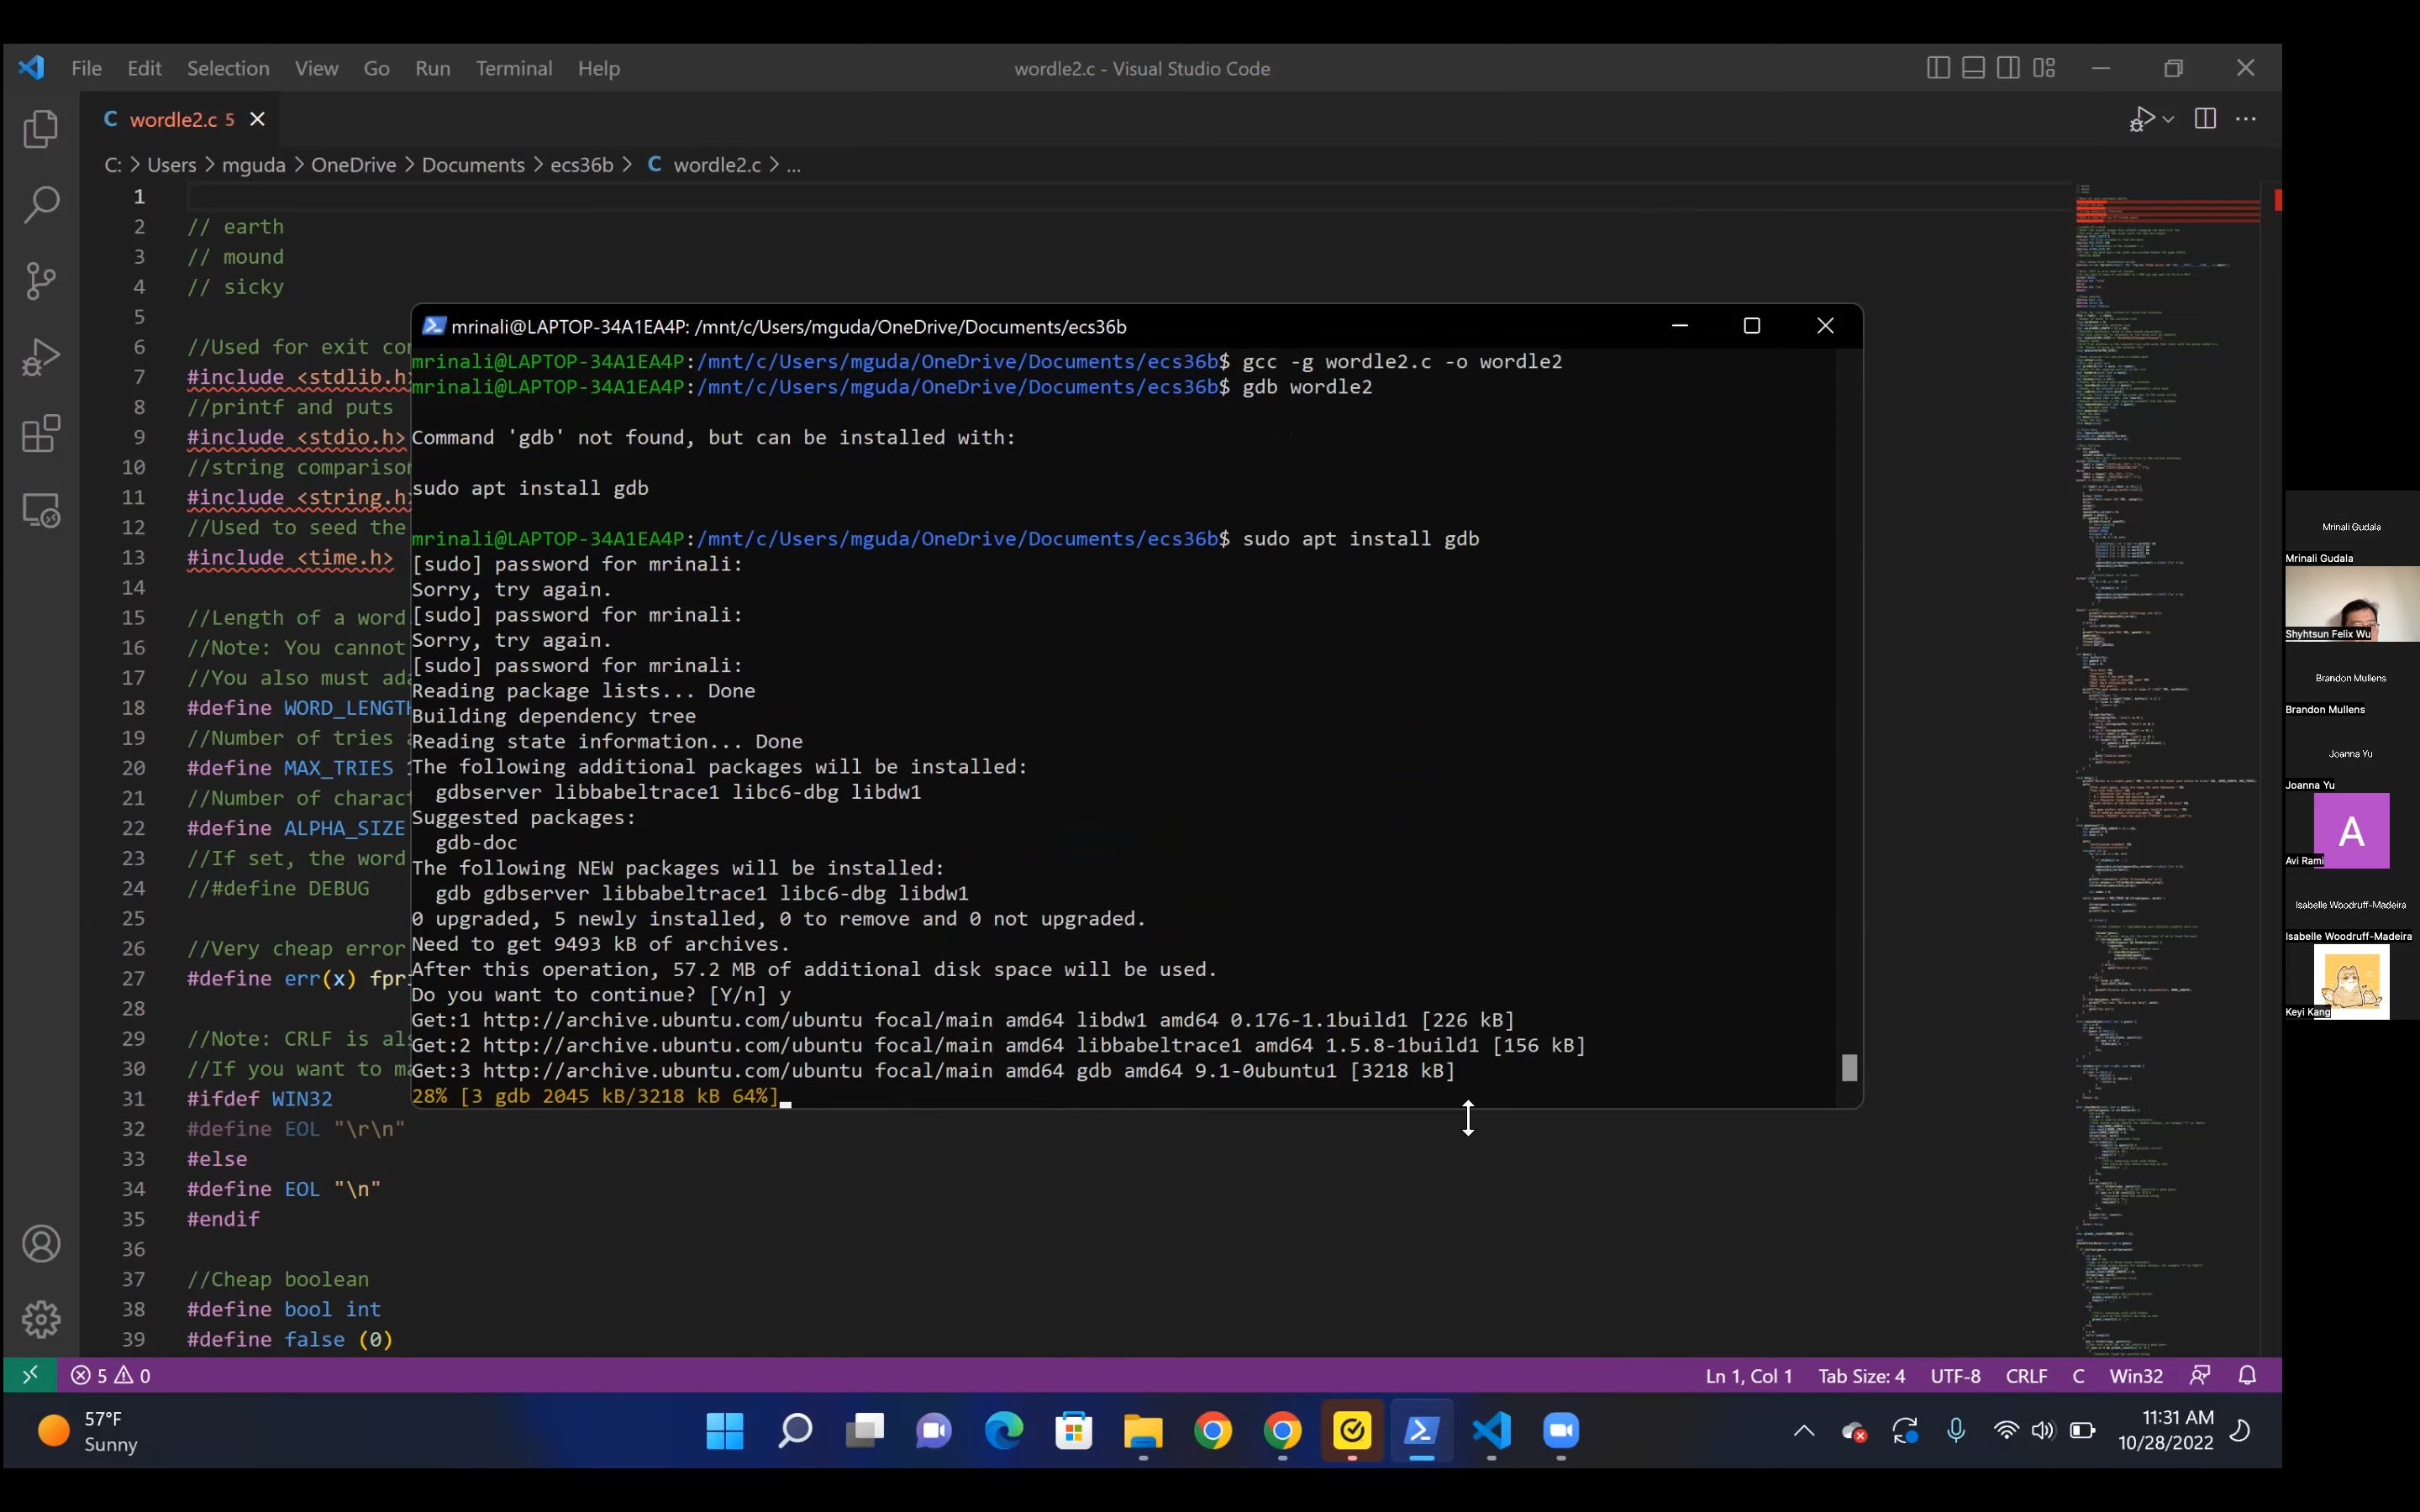 File Edit Selection View Go Run Terminal Help
wordle2.c - Visual Studio Code
C wordle2.c 5
C: > Users > mguda > OneDrive > Documents > ecs36b > C wordle2.c > ...
1
2 // earth
3 // mound
4 // sicky
5
6 //Used for exit co
7 #include <stdlib.h
8 //printf and puts
9 #include <stdio.h>
10 //string compariso
11 #include <string.h
12 //Used to seed the
13 #include <time.h>
14
15 //Length of a word
16 //Note: You cannot
17 //You also must ad
18 #define WORD_LENGT
19 //Number of tries
20 #define MAX_TRIES
21 //Number of charac
22 #define ALPHA_SIZE
23 //If set, the word
24 //#define DEBUG
25
26 //Very cheap error
27 #define err(x) fpr
28
29 //Note: CRLF is al
30 //If you want to m
31 #ifdef WIN32
32 #define EOL "\r\n"
33 #else
34 #define EOL "\n"
35 #endif
36
37 //Cheap boolean
38 #define bool int
39 #define false (0)
mrinali@LAPTOP-34A1EA4P: /mnt/c/Users/mguda/OneDrive/Documents/ecs36b
mrinali@LAPTOP-34A1EA4P:/mnt/c/Users/mguda/OneDrive/Documents/ecs36b$ gcc -g wordle2.c -o wordle2
mrinali@LAPTOP-34A1EA4P:/mnt/c/Users/mguda/OneDrive/Documents/ecs36b$ gdb wordle2
Command 'gdb' not found, but can be installed with:
sudo apt install gdb
mrinali@LAPTOP-34A1EA4P:/mnt/c/Users/mguda/OneDrive/Documents/ecs36b$ sudo apt install gdb
[sudo] password for mrinali:
Sorry, try again.
[sudo] password for mrinali:
Sorry, try again.
[sudo] password for mrinali:
Reading package lists... Done
Building dependency tree
Reading state information... Done
The following additional packages will be installed:
gdbserver libbabeltrace1 libc6-dbg libdw1
Suggested packages:
gdb-doc
The following NEW packages will be installed:
gdb gdbserver libbabeltrace1 libc6-dbg libdw1
0 upgraded, 5 newly installed, 0 to remove and 0 not upgraded.
Need to get 9493 kB of archives.
After this operation, 57.2 MB of additional disk space will be used.
Do you want to continue? [Y/n] y
Get:1 http://archive.ubuntu.com/ubuntu focal/main amd64 libdw1 amd64 0.176-1.1build1 [226 kB]
Get:2 http://archive.ubuntu.com/ubuntu focal/main amd64 libbabeltrace1 amd64 1.5.8-1build1 [156 kB]
Get:3 http://archive.ubuntu.com/ubuntu focal/main amd64 gdb amd64 9.1-0ubuntu1 [3218 kB]
28% [3 gdb 2045 kB/3218 kB 64%]
Mrinali Gudala
Mrinali Gudala
Shyhtsun Felix Wu
Brandon Mullens
Brandon Mullens
Joanna Yu
Joanna Yu
A
Avi Rami
Isabelle Woodruff-Madeira
Isabelle Woodruff-Madeira
Keyi Kang
5 0
Ln 1, Col 1 Tab Size: 4 UTF-8 CRLF C Win32
57°F
Sunny
11:31 AM
10/28/2022